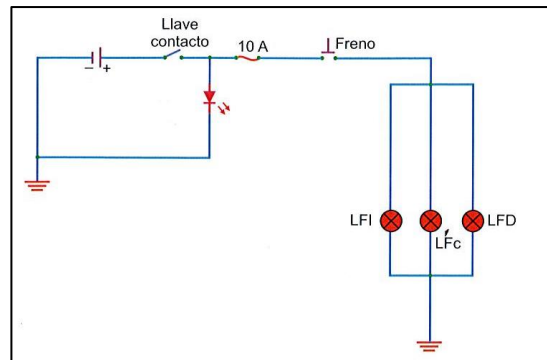 Llave
contacto
10 A
Freno
– +
LFI
LFc
LFD